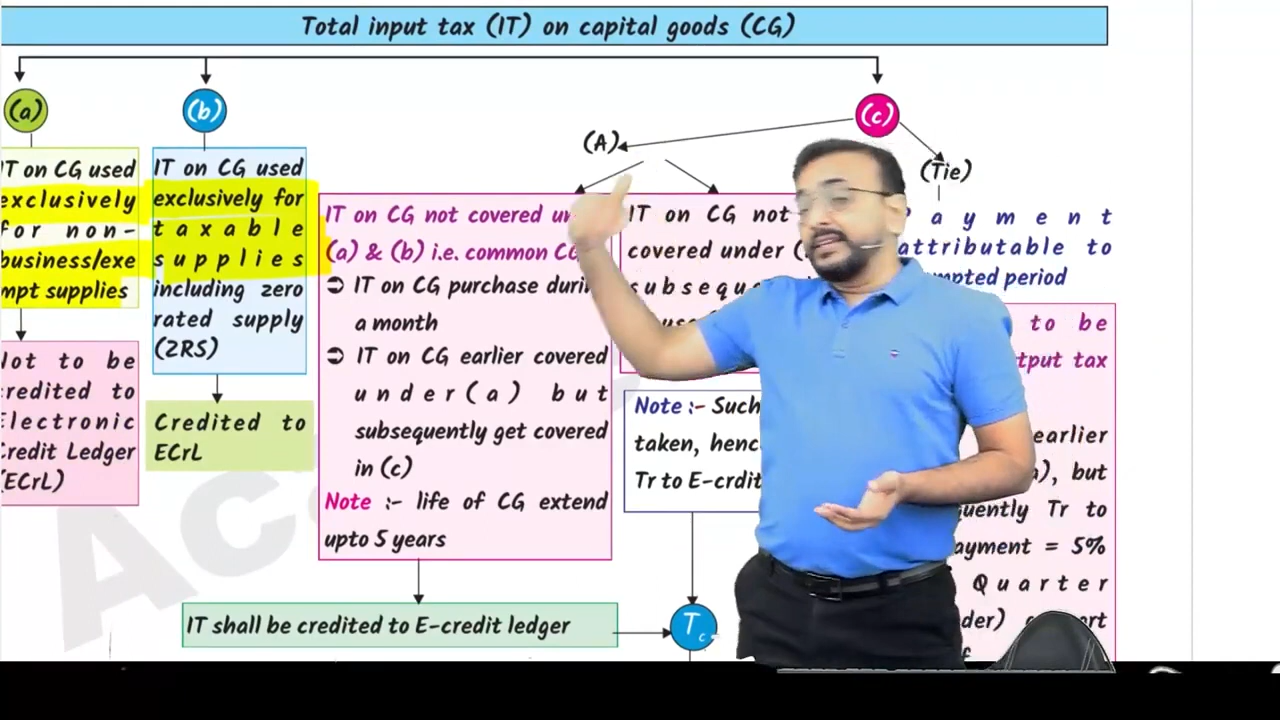 Total input tax (IT) on capital goods (CG)
(a)
(b)
(c)
(A)
(Tie)
IT on CG used
exclusively
for non-
business/exe
mpt supplies
Not to be
credited to
Electronic
Credit Ledger
(ECrL)
IT on CG used
exclusively for
taxable
supplies
including zero
rated supply
(ZRS)
Credited to
ECrL
IT on CG not covered
(a) & (b) i.e. common
⮊ IT on CG purchase
a month
⮊ IT on CG earlier covered
under(a) but
subsequently get covered
in (c)
Note :- life of CG extend
upto 5 years
IT shall be credited to E-credit ledger
IT on CG not
covered under
Note :- Such
taken,
Tr to
Tc
Payment
attributable to
period
to be
tax
earlier
but
Tr to
= 5%
Quarter